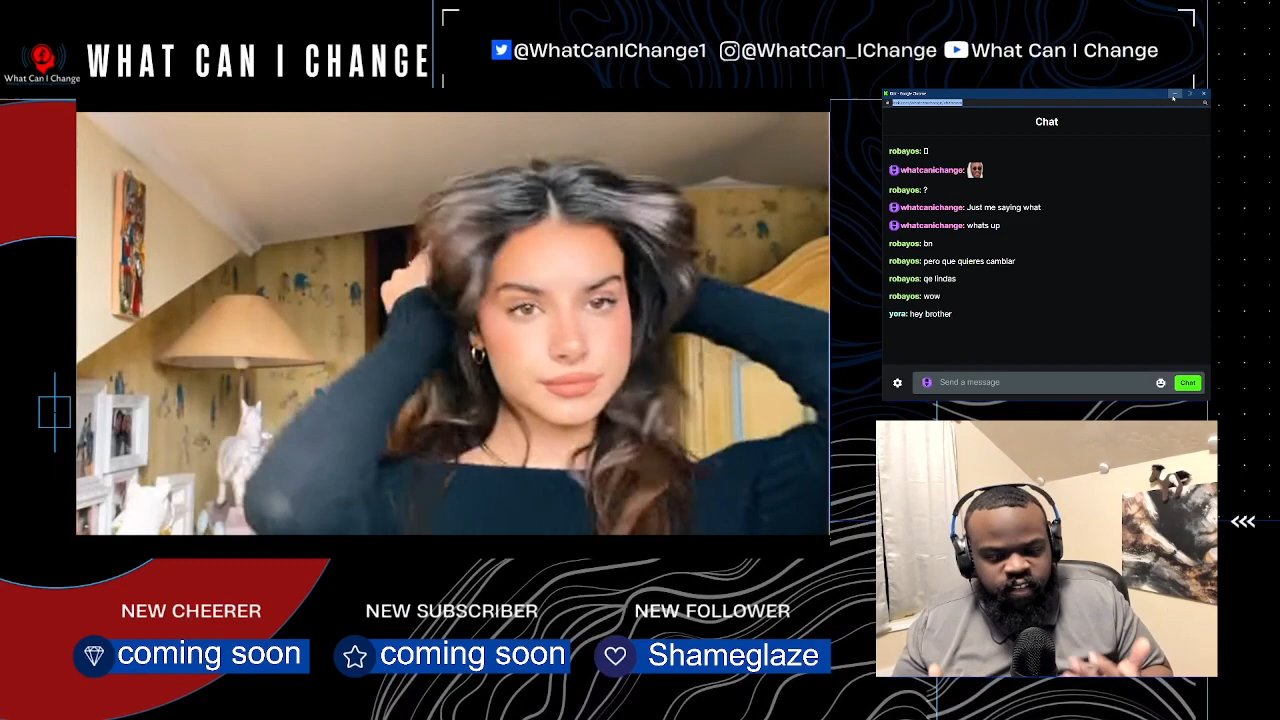 What Can I Change
WHAT CAN I CHANGE
@WhatCanIChange1 @WhatCan_IChange What Can I Change
Chat
robayos:
whatcanichange:
robayos: ?
whatcanichange: Just me saying what
whatcanichange: whats up
robayos: bn
robayos: pero que quieres cambiar
robayos: qe lindas
robayos: wow
yora: hey brother
Send a message
Chat
NEW CHEERER
NEW SUBSCRIBER
NEW FOLLOWER
coming soon
coming soon
Shameglaze